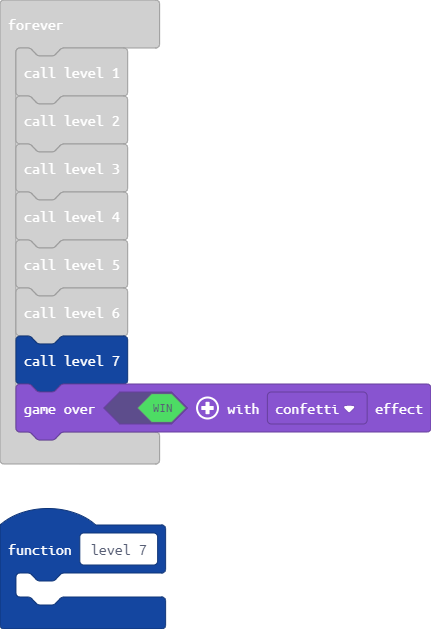 forever
call level 1
call level 2
call level 3
call level 4
call level 5
call level 6
call level 7
game over WIN with confetti effect
function level 7